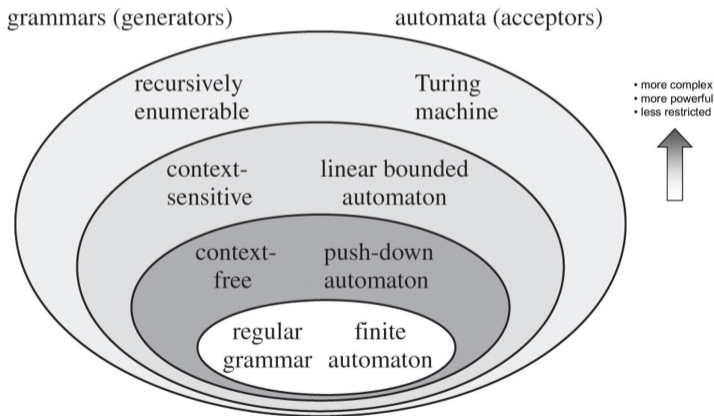 grammars (generators)
automata (acceptors)
recursively
enumerable
Turing
machine
• more complex
• more powerful
• less restricted
context-
sensitive
linear bounded
automaton
context-
free
push-down
automaton
regular
grammar
finite
automaton